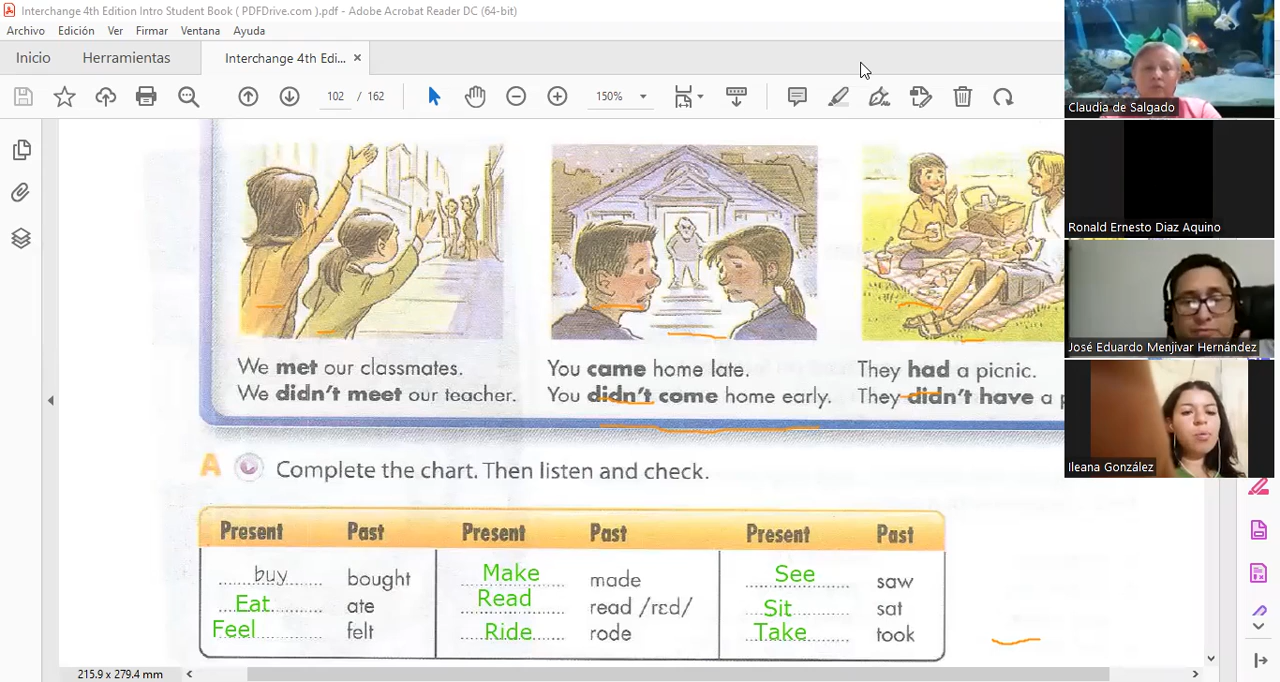 Interchange 4th Edition Intro Student Book ( PDFDrive.com ).pdf - Adobe Acrobat Reader DC (64-bit)
Archivo Edición Ver Firmar Ventana Ayuda
Inicio Herramientas Interchange 4th Edi... ×
102 / 162 150%
Claudia de Salgado
Ronald Ernesto Diaz Aquino
José Eduardo Menjivar Hernández
Ileana González
We met our classmates.
We didn't meet our teacher.
You came home late.
You didn't come home early.
They had a picnic.
They didn't have a
A Complete the chart. Then listen and check.
Present Past Present Past Present Past
buy bought Make made See saw
Eat ate Read read /rɛd/ Sit sat
Feel felt Ride rode Take took
215.9 x 279.4 mm